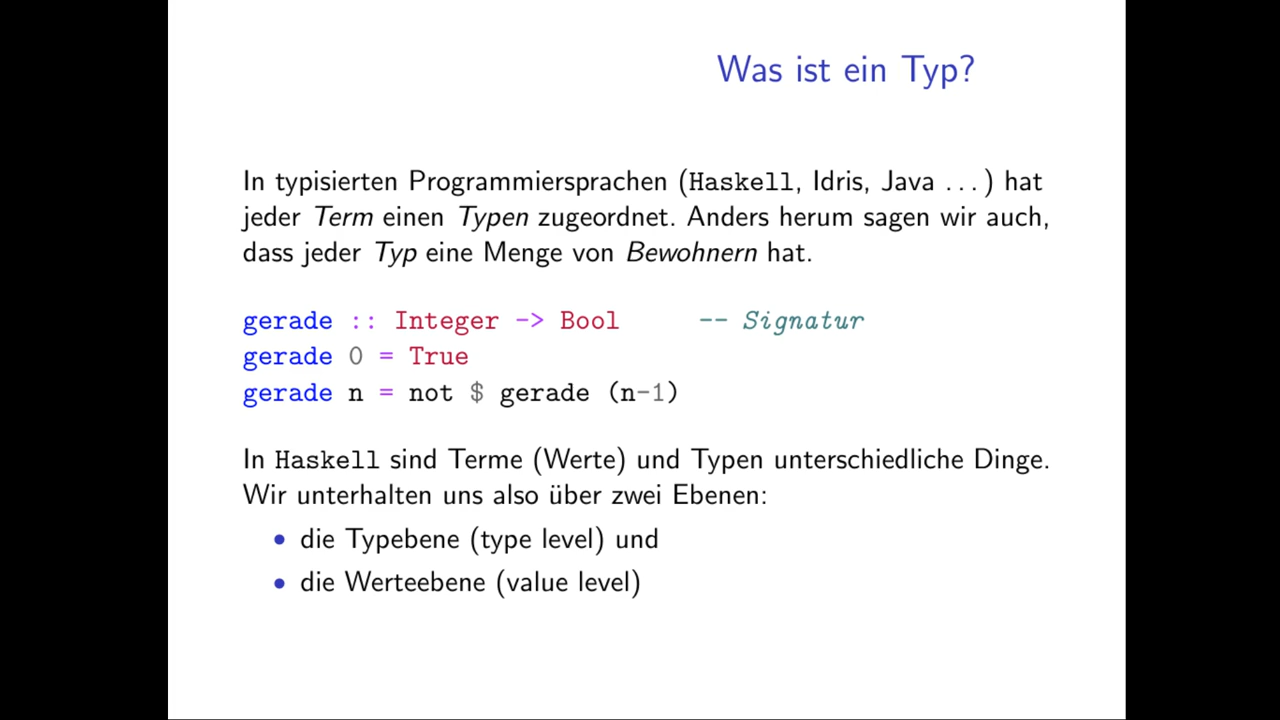 Was ist ein Typ?
In typisierten Programmiersprachen (Haskell, Idris, Java ...) hat
jeder Term einen Typen zugeordnet. Anders herum sagen wir auch,
dass jeder Typ eine Menge von Bewohnern hat.
gerade :: Integer -> Bool -- Signatur
gerade 0 = True
gerade n = not $ gerade (n-1)
In Haskell sind Terme (Werte) und Typen unterschiedliche Dinge.
Wir unterhalten uns also über zwei Ebenen:
• die Typebene (type level) und
• die Werteebene (value level)